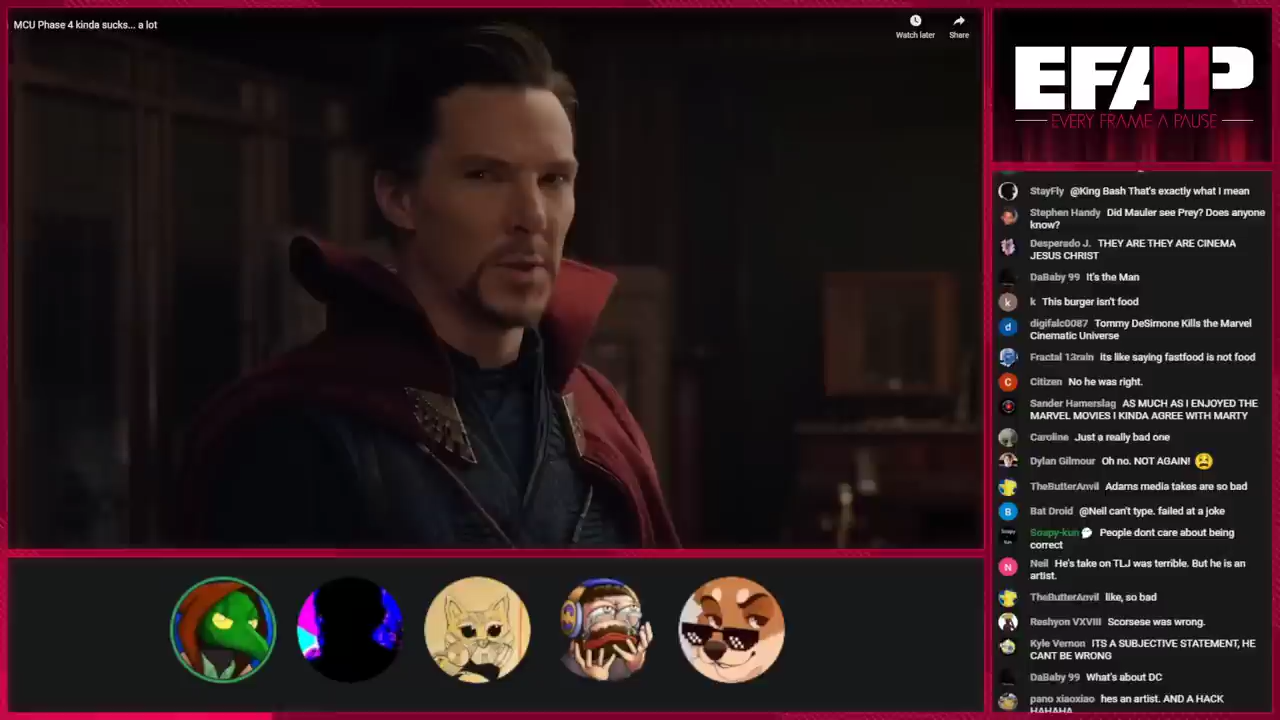 MCU Phase 4 kinda sucks... a lot
Watch later
Share
EFAP
EVERY FRAME A PAUSE
StayFly @King Bash That's exactly what I mean
Stephen Handy Did Mauler see Prey? Does anyone
know?
Desperado J. THEY ARE THEY ARE CINEMA
JESUS CHRIST
DaBaby 99 It's the Man
k k This burger isn't food
d digifalc0087 Tommy DeSimone Kills the Marvel
Cinematic Universe
Fractal 13rain its like saying fastfood is not food
C Citizen No he was right.
Sander Hamerslag AS MUCH AS I ENJOYED THE
MARVEL MOVIES I KINDA AGREE WITH MARTY
Caroline Just a really bad one
Dylan Gilmour Oh no. NOT AGAIN!
TheButterAnvil Adams media takes are so bad
B Bat Droid @Neil can't type. failed at a joke
Soapy-kun People dont care about being
correct
N Neil He's take on TLJ was terrible. But he is an
artist.
TheButterAnvil like, so bad
Reshyon VXVIII Scorsese was wrong.
Kyle Vernon ITS A SUBJECTIVE STATEMENT, HE
CANT BE WRONG
DaBaby 99 What's about DC
pano xiaoxiao hes an artist. AND A HACK
HAHAHA